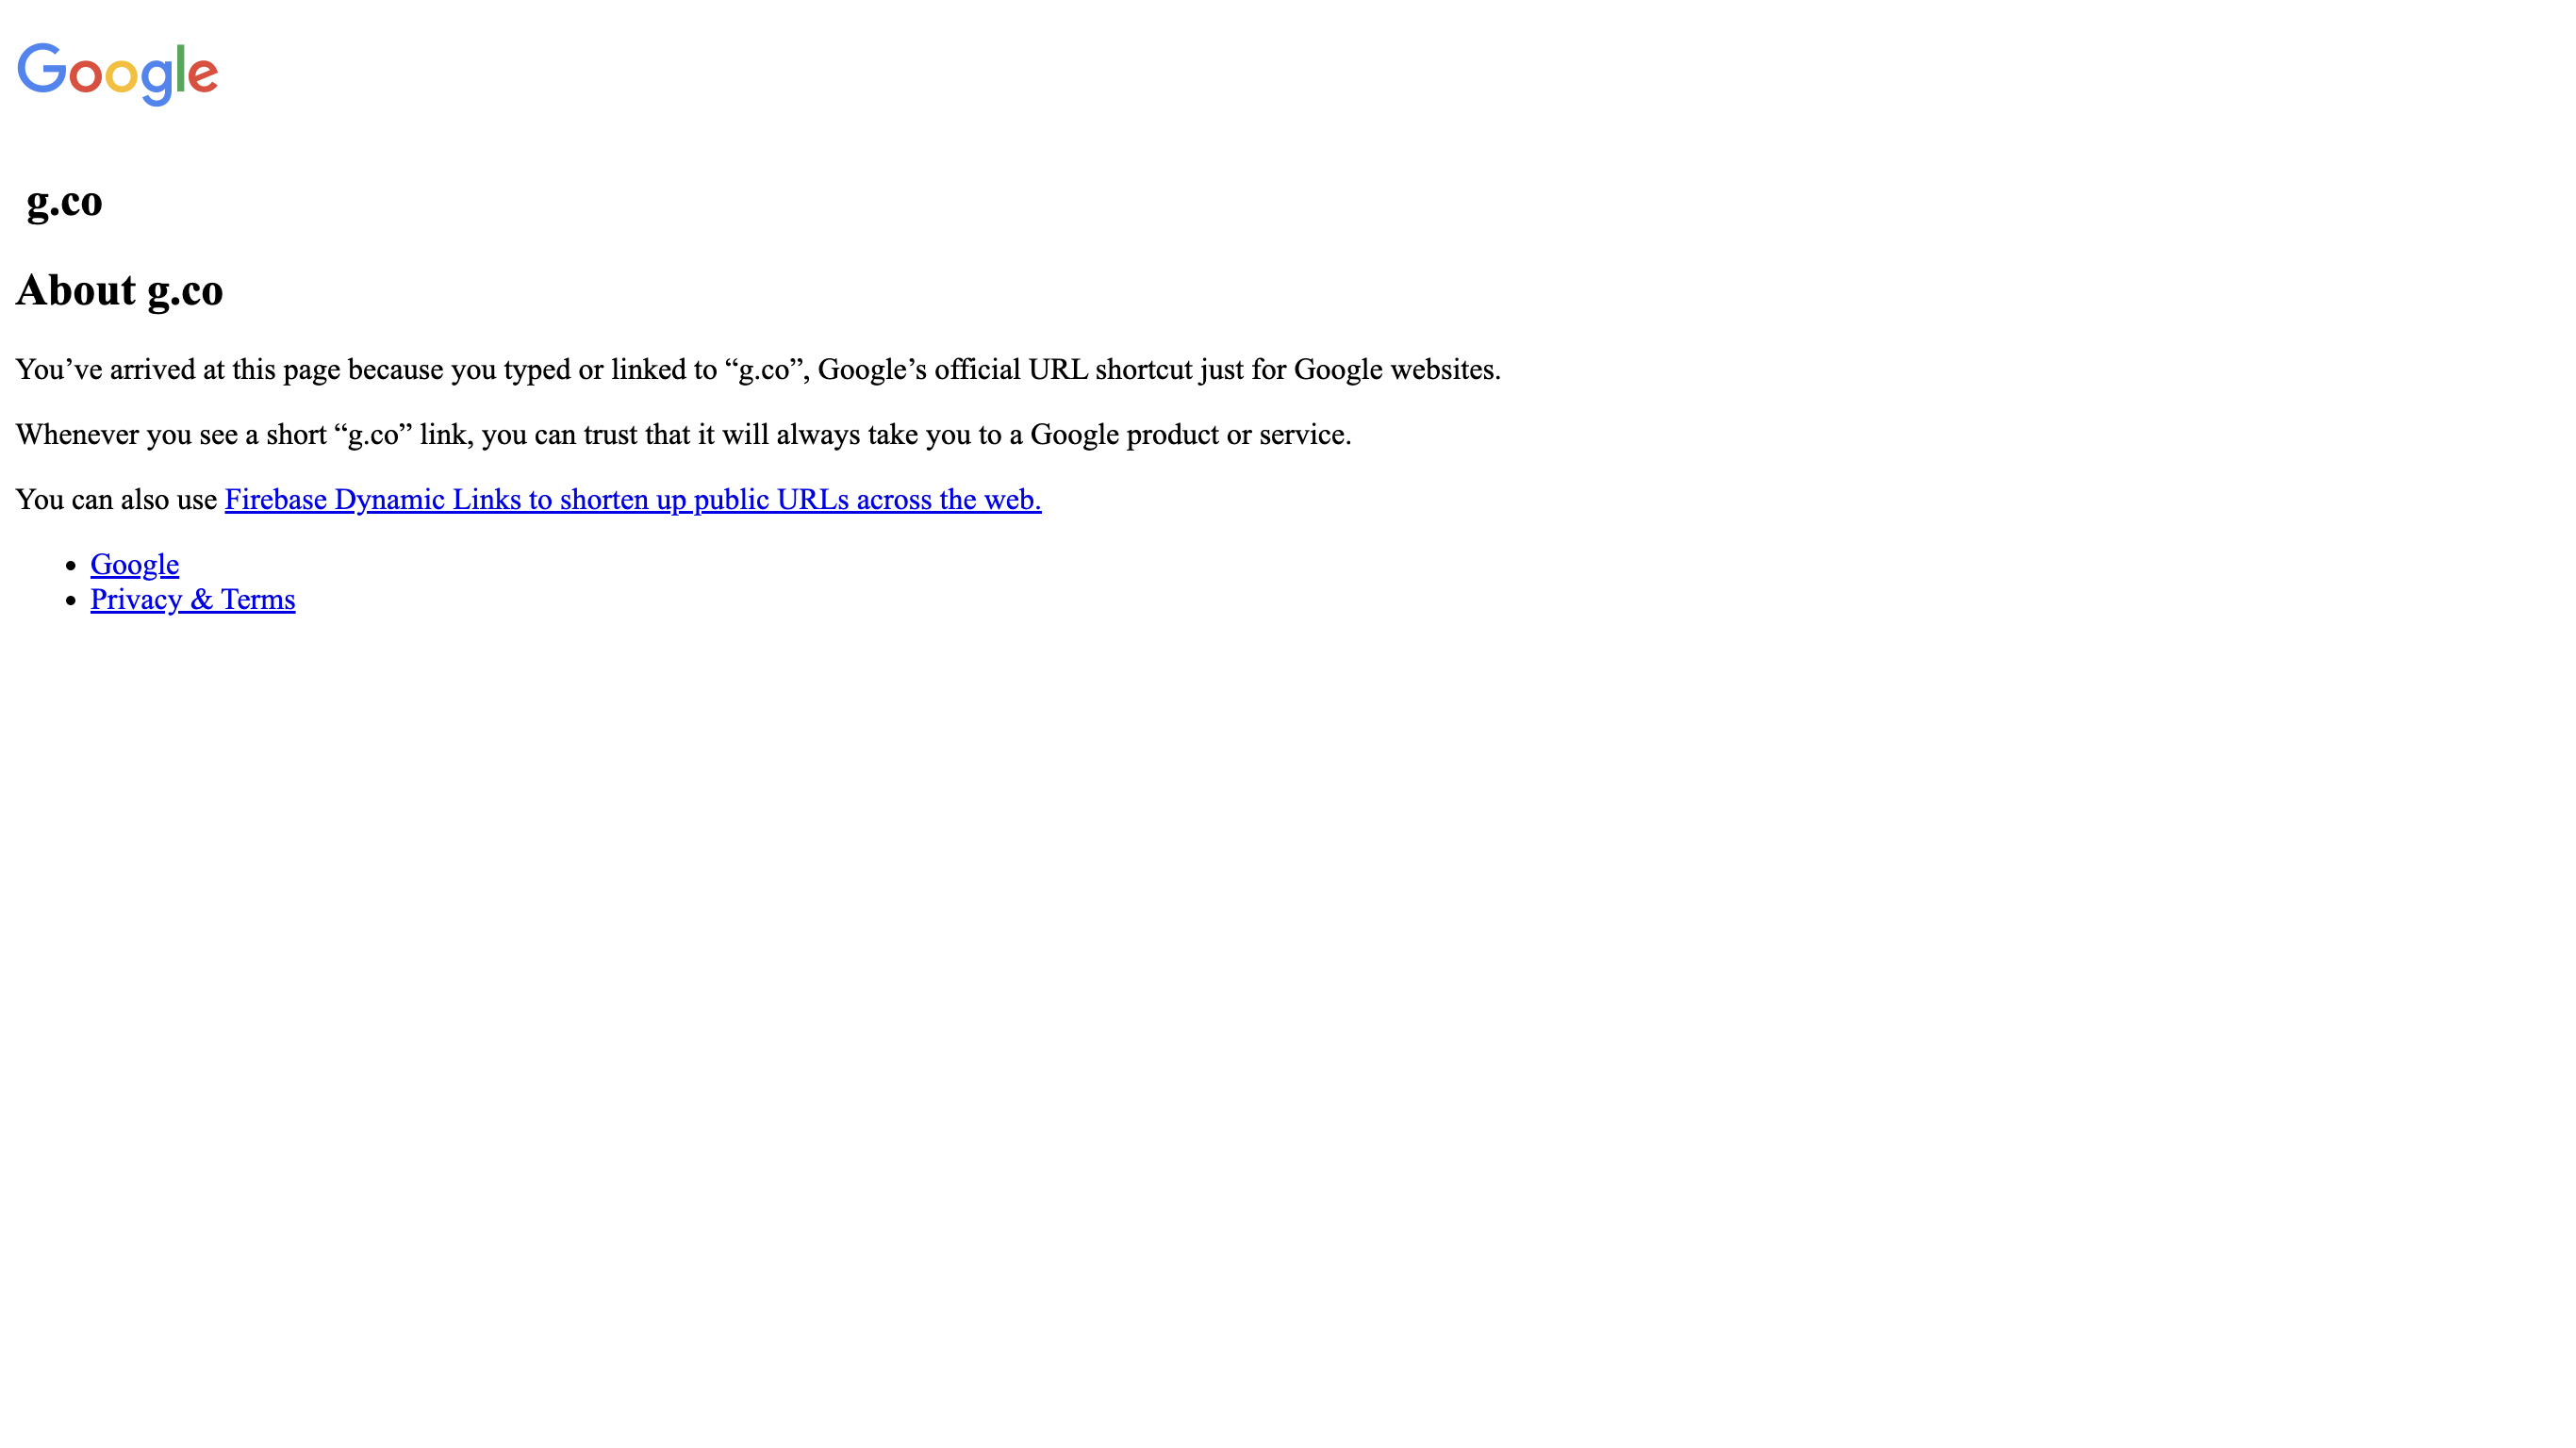 Google
g.co
About g.co
You’ve arrived at this page because you typed or linked to “g.co”, Google’s official URL shortcut just for Google websites.
Whenever you see a short “g.co” link, you can trust that it will always take you to a Google product or service.
You can also use Firebase Dynamic Links to shorten up public URLs across the web.
• Google
• Privacy & Terms